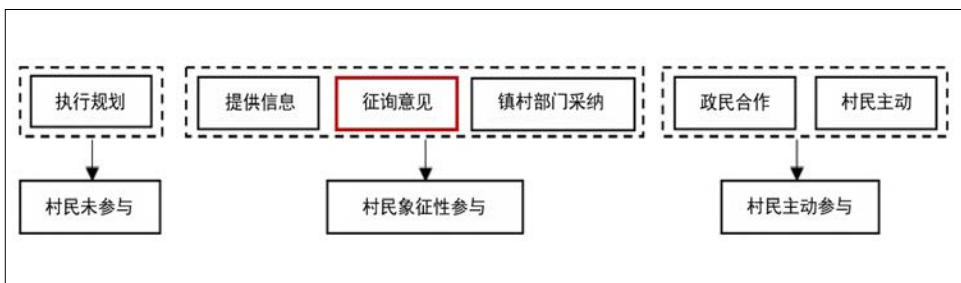 执行规划
提供信息
征询意见
镇村部门采纳
政民合作
村民主动
村民未参与
村民象征性参与
村民主动参与